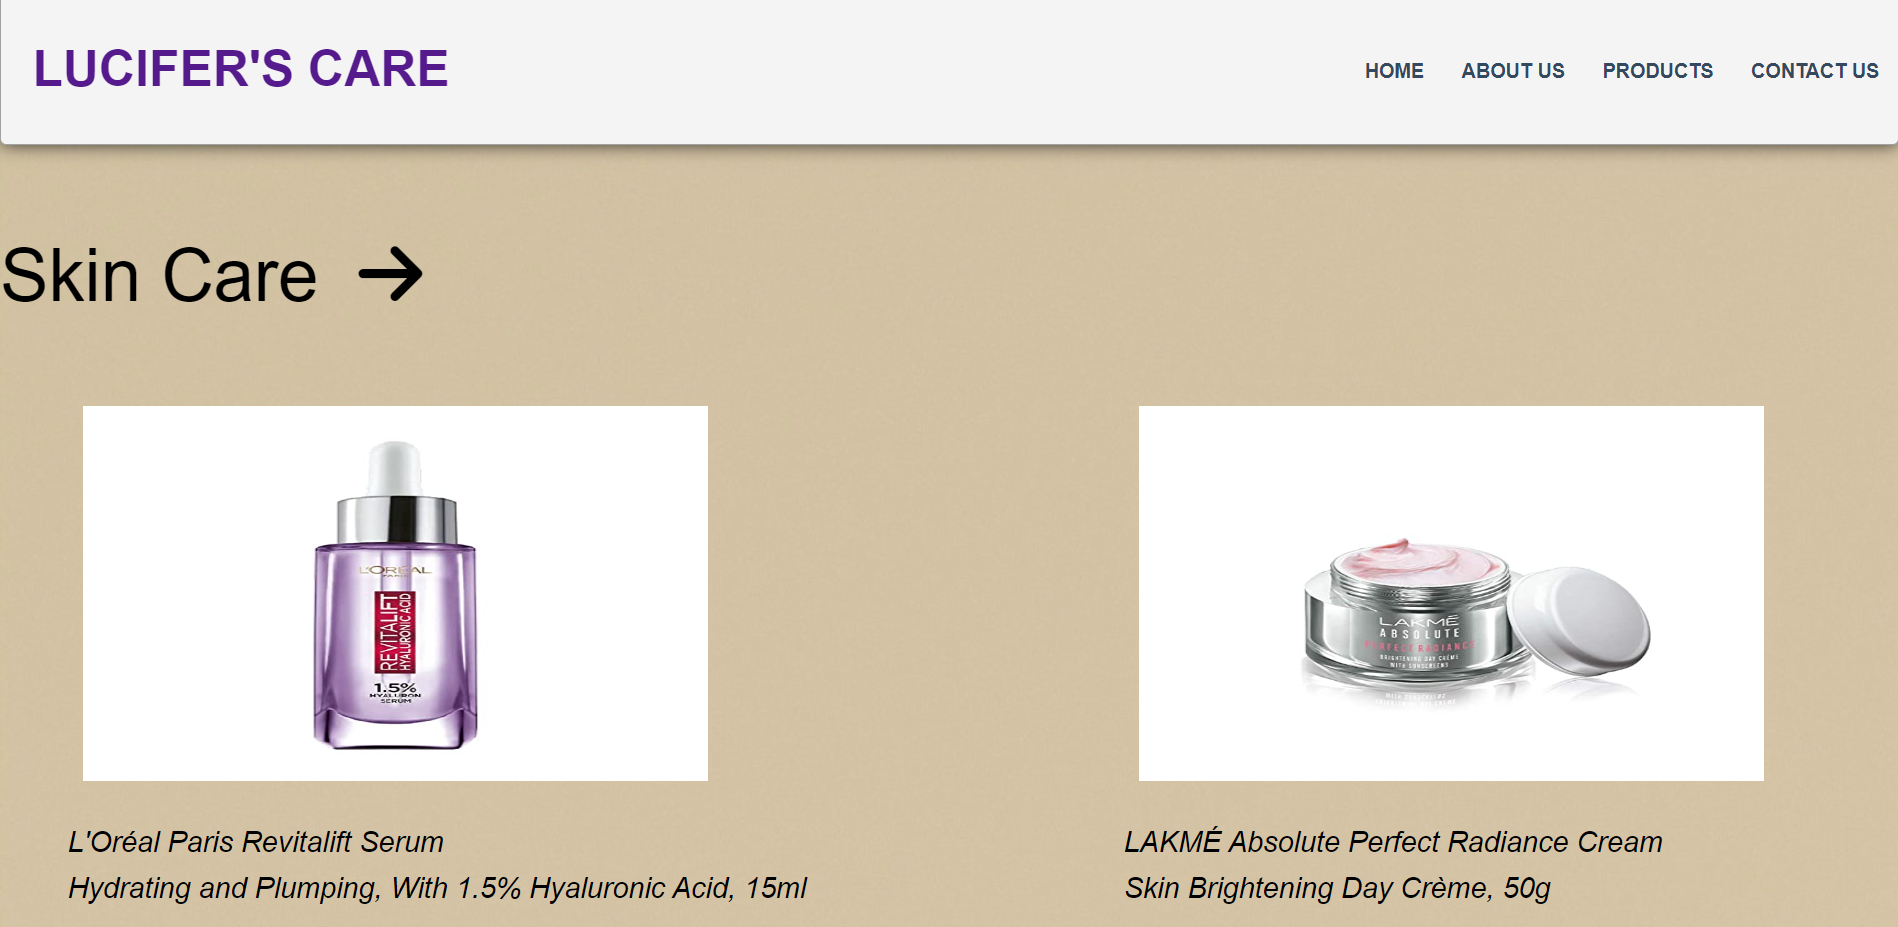 LUCIFER'S CARE
HOME ABOUT US PRODUCTS CONTACT US
Skin Care
L'ORÉAL
PARIS
REVITALIFT
HYALURONIC ACID
1.5%
HYALURON
SERUM
LAKMÉ
ABSOLUTE
PERFECT RADIANCE
BRIGHTENING DAY CRÈME
WITH SUNSCREENS
L'Oréal Paris Revitalift Serum
Hydrating and Plumping, With 1.5% Hyaluronic Acid, 15ml
LAKMÉ Absolute Perfect Radiance Cream
Skin Brightening Day Crème, 50g